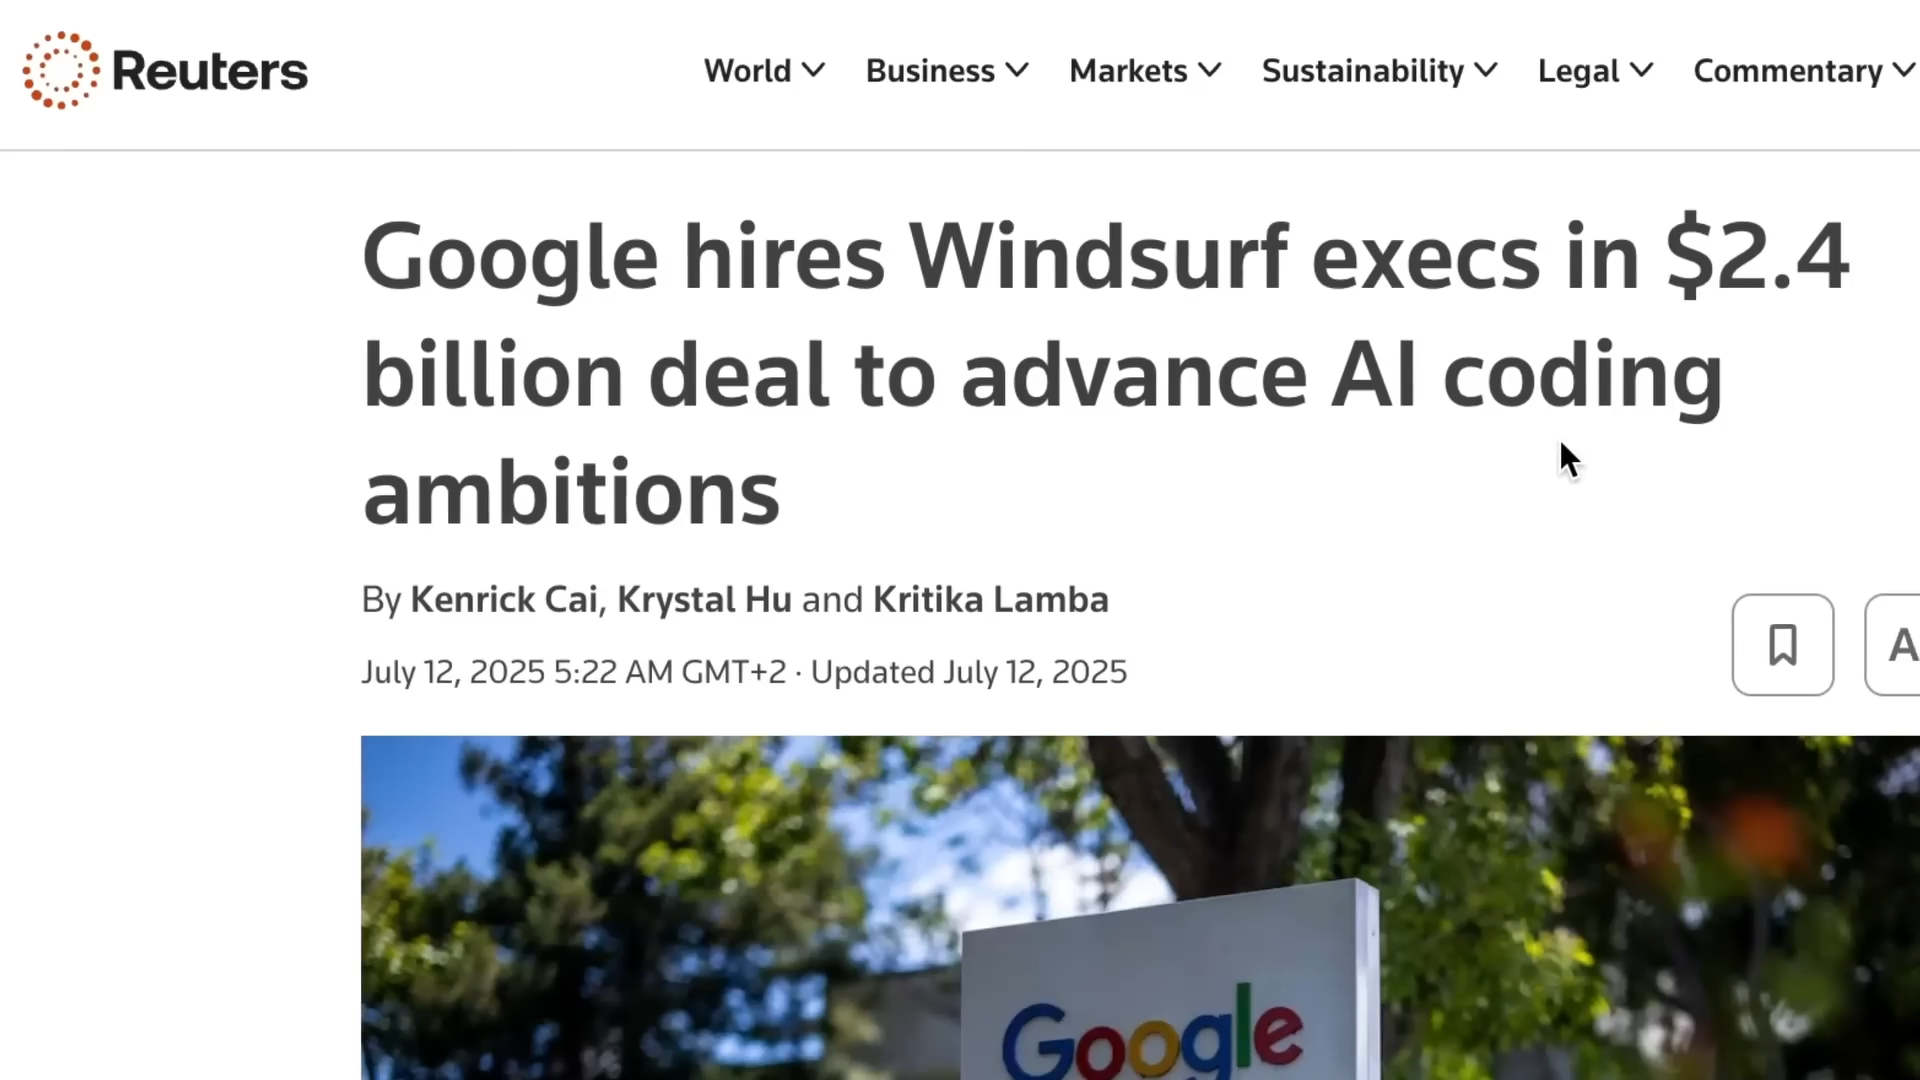 Reuters
World Business Markets Sustainability Legal Commentary
Google hires Windsurf execs in $2.4
billion deal to advance AI coding
ambitions
By Kenrick Cai, Krystal Hu and Kritika Lamba
July 12, 2025 5:22 AM GMT+2 · Updated July 12, 2025
A
Google